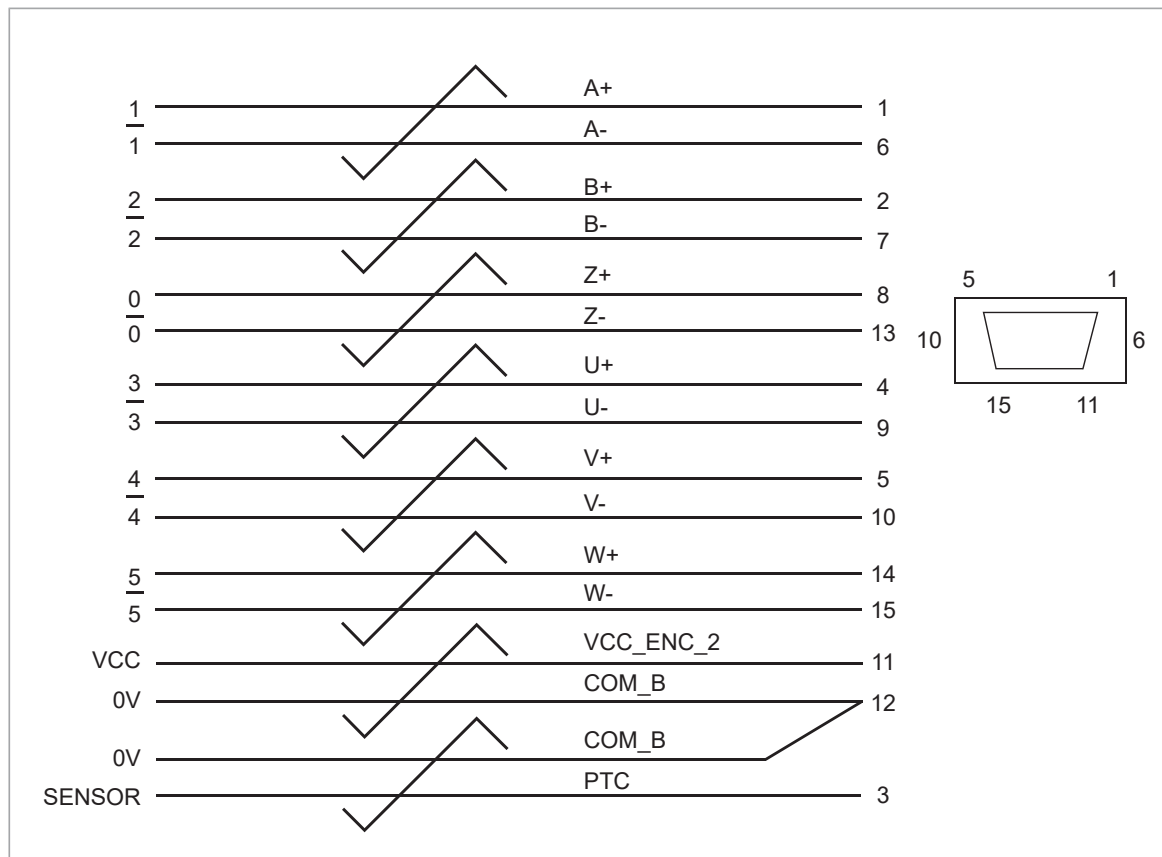 1 A+ 1
1̅ A- 6
2 B+ 2
2̅ B- 7
0 Z+ 8
0̅ Z- 13
3 U+ 4
3̅ U- 9
4 V+ 5
4̅ V- 10
5 W+ 14
5̅ W- 15
VCC VCC_ENC_2 11
0V COM_B 12
0V COM_B
SENSOR PTC 3
5 1
10 6
15 11